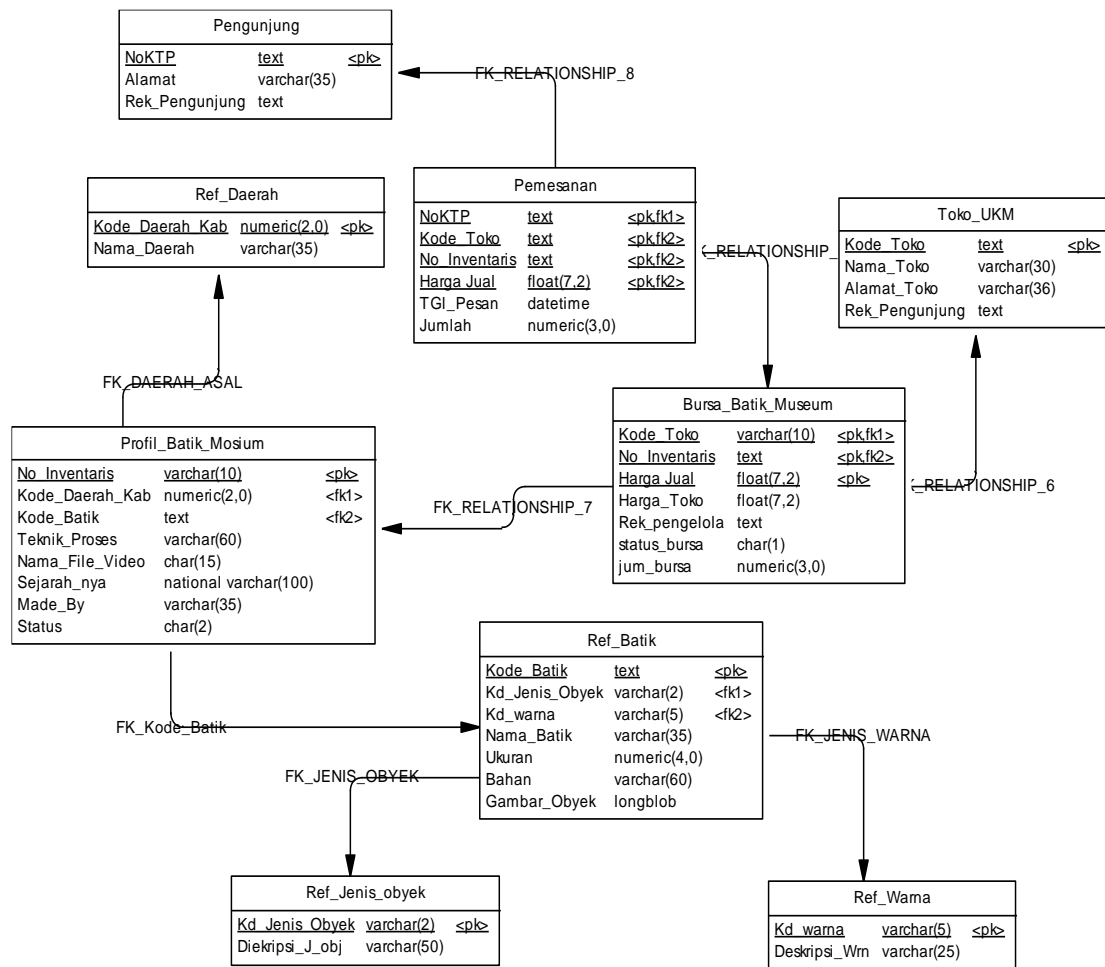 Pengunjung
NoKTP text <pk>
Alamat varchar(35)
Rek_Pengunjung text
FK_RELATIONSHIP_8
Ref_Daerah
Kode_Daerah_Kab numeric(2,0) <pk>
Nama_Daerah varchar(35)
Pemesanan
NoKTP text <pk,fk1>
Kode_Toko text <pk,fk2>
No_Inventaris text <pk,fk2>
Harga Jual float(7,2) <pk,fk2>
TGl_Pesan datetime
Jumlah numeric(3,0)
RELATIONSHIP_
Toko_UKM
Kode_Toko text <pk>
Nama_Toko varchar(30)
Alamat_Toko varchar(36)
Rek_Pengunjung text
FK_DAERAH_ASAL
Profil_Batik_Mosium
No_Inventaris varchar(10) <pk>
Kode_Daerah_Kab numeric(2,0) <fk1>
Kode_Batik text <fk2>
Teknik_Proses varchar(60)
Nama_File_Video char(15)
Sejarah_nya national varchar(100)
Made_By varchar(35)
Status char(2)
Bursa_Batik_Museum
Kode_Toko varchar(10) <pk,fk1>
No_Inventaris text <pk,fk2>
Harga Jual float(7,2) <pk>
Harga_Toko float(7,2)
Rek_pengelola text
status_bursa char(1)
jum_bursa numeric(3,0)
RELATIONSHIP_6
FK_RELATIONSHIP_7
Ref_Batik
Kode_Batik text <pk>
Kd_Jenis_Obyek varchar(2) <fk1>
Kd_warna varchar(5) <fk2>
Nama_Batik varchar(35)
Ukuran numeric(4,0)
Bahan varchar(60)
Gambar_Obyek longblob
FK_Kode_Batik
FK_JENIS_WARNA
FK_JENIS_OBYEK
Ref_Jenis_obyek
Kd_Jenis_Obyek varchar(2) <pk>
Diekripsi_J_obj varchar(50)
Ref_Warna
Kd_warna varchar(5) <pk>
Deskripsi_Wrn varchar(25)